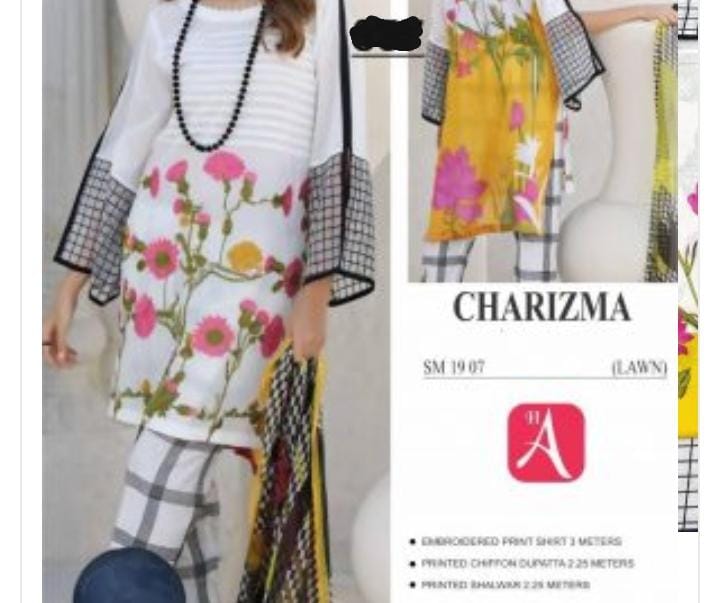 CHARIZMA
SM 19 07 (LAWN)
H
A
EMBROIDERED PRINT SHIRT 3 METERS
PRINTED CHIFFON DUPATTA 2.25 METERS
PRINTED SHALWAR 2.25 METERS